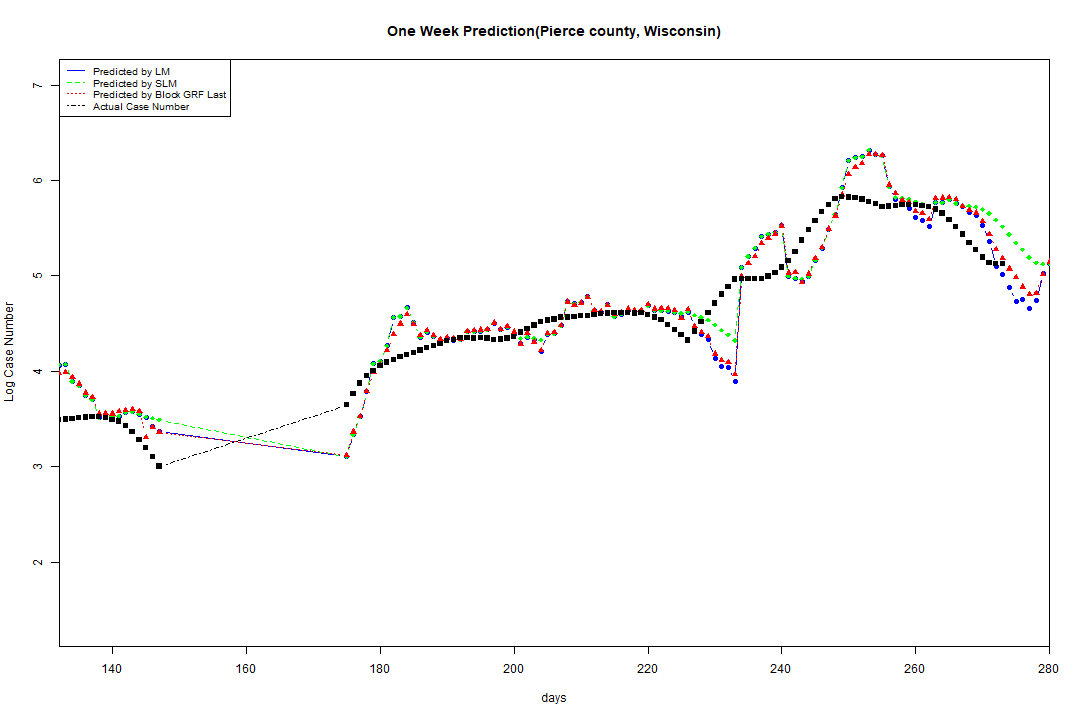 One Week Prediction(Pierce county, Wisconsin)
Predicted by LM
Predicted by SLM
Predicted by Block GRF Last
Actual Case Number
7
6
5
4
3
2
Log Case Number
140 160 180 200 220 240 260 280
days